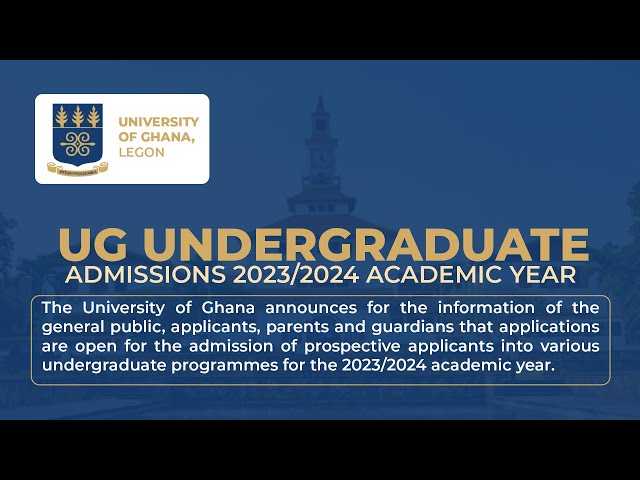 UNIVERSITY
OF GHANA,
LEGON
INTEGRI PROCEDAMUS
UG UNDERGRADUATE
ADMISSIONS 2023/2024 ACADEMIC YEAR
The University of Ghana announces for the information of the
general public, applicants, parents and guardians that applications
are open for the admission of prospective applicants into various
undergraduate programmes for the 2023/2024 academic year.